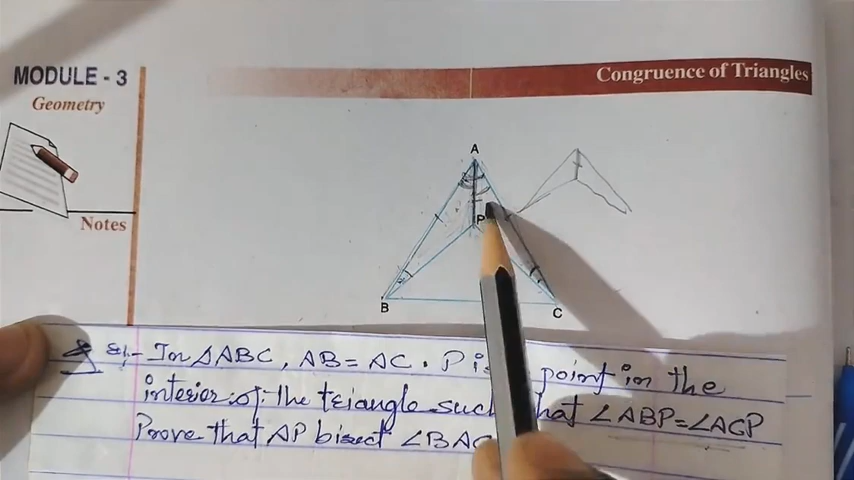 MODULE - 3
Congruence of Triangles
Geometry
Notes
A
P
B
C
In △ABC, AB = AC. P is point in the
interior of the triangle such that ∠ABP = ∠ACP
Prove that AP bisect ∠BAC